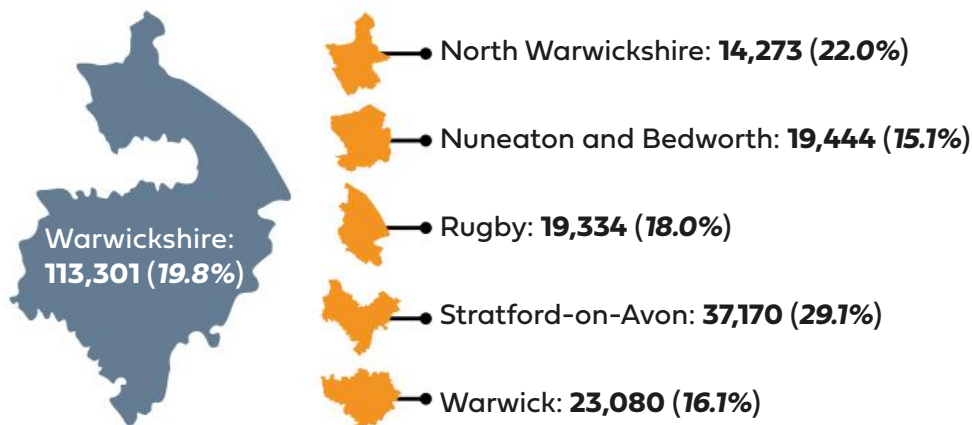 North Warwickshire: 14,273 (22.0%)
Nuneaton and Bedworth: 19,444 (15.1%)
Rugby: 19,334 (18.0%)
Warwickshire:
113,301 (19.8%)
Stratford-on-Avon: 37,170 (29.1%)
Warwick: 23,080 (16.1%)